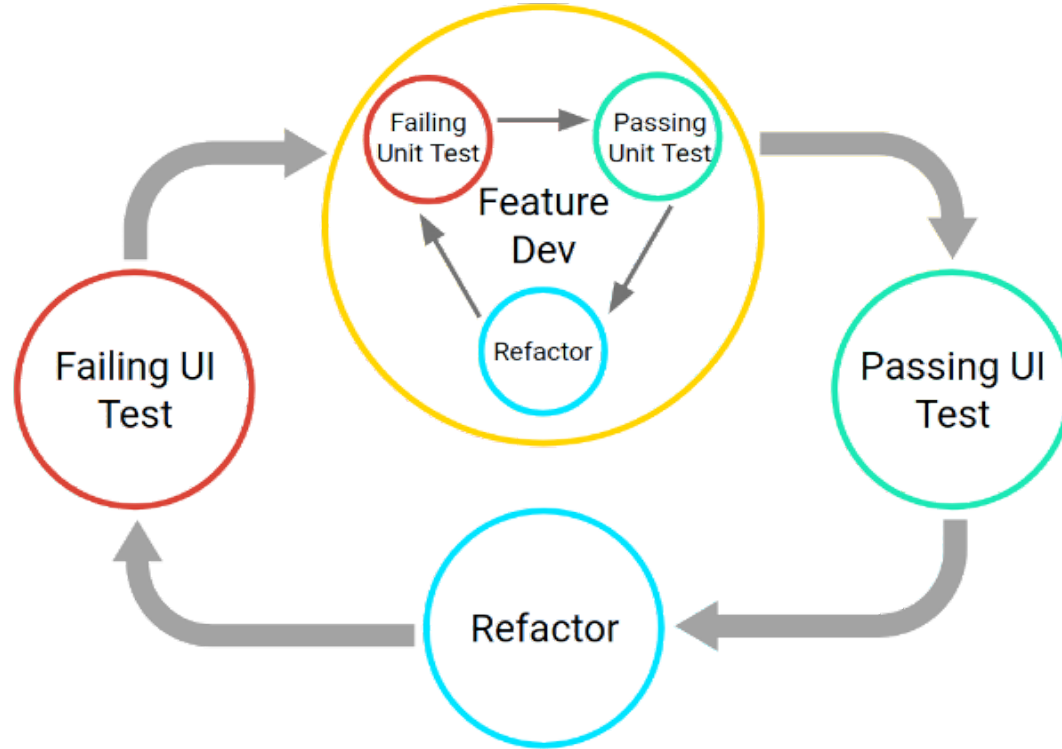 Failing
Unit Test
Passing
Unit Test
Feature
Dev
Refactor
Failing UI
Test
Passing UI
Test
Refactor